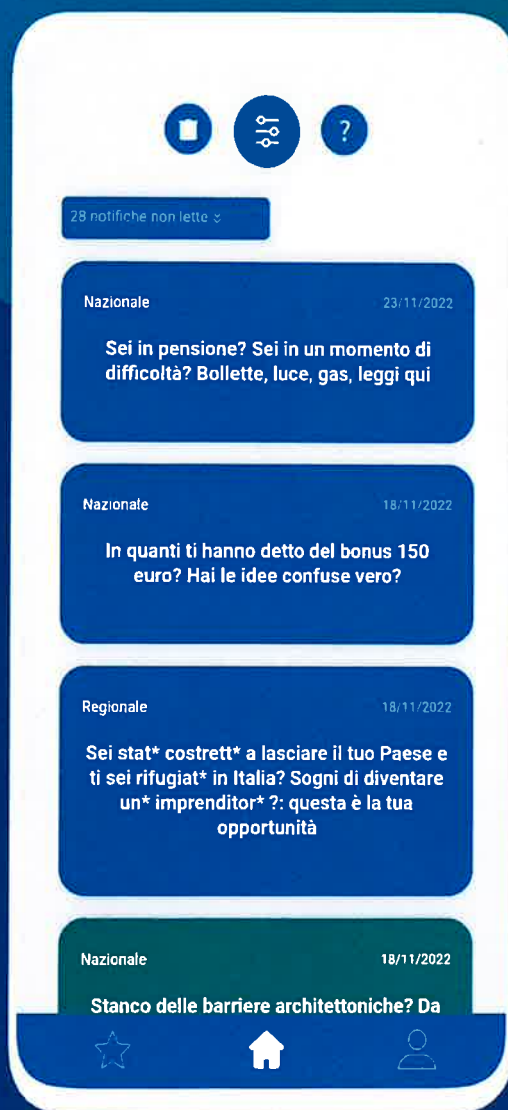 ?
28 notifiche non lette
Nazionale
23/11/2022
Sei in pensione? Sei in un momento di
difficoltà? Bollette, luce, gas, leggi qui
Nazionale
18/11/2022
In quanti ti hanno detto del bonus 150
euro? Hai le idee confuse vero?
Regionale
18/11/2022
Sei stat* costrett* a lasciare il tuo Paese e
ti sei rifugiat* in Italia? Sogni di diventare
un* imprenditor* ?: questa è la tua
opportunità
Nazionale
18/11/2022
Stanco delle barriere architettoniche? Da